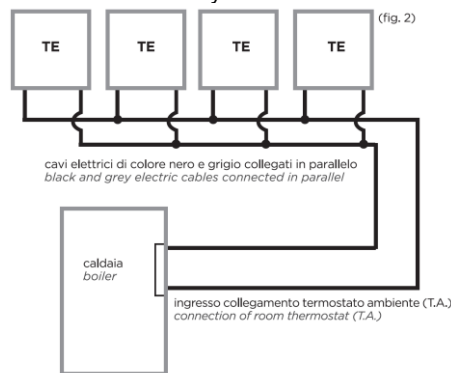 (fig. 2)
TE TE TE TE
cavi elettrici di colore nero e grigio collegati in parallelo
black and grey electric cables connected in parallel
caldaia
boiler
ingresso collegamento termostato ambiente (T.A.)
connection of room thermostat (T.A.)